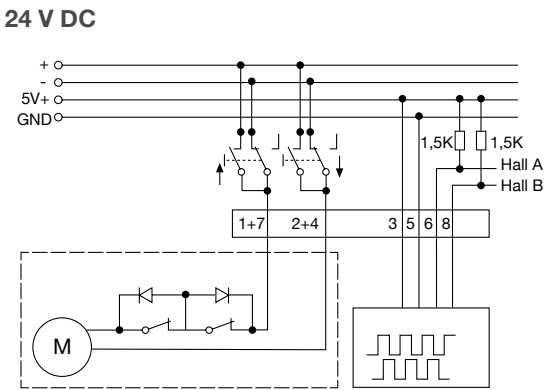 24 V DC
+
-
5V+
GND
1,5K 1,5K
Hall A
Hall B
1+7 2+4 3 5 6 8
M